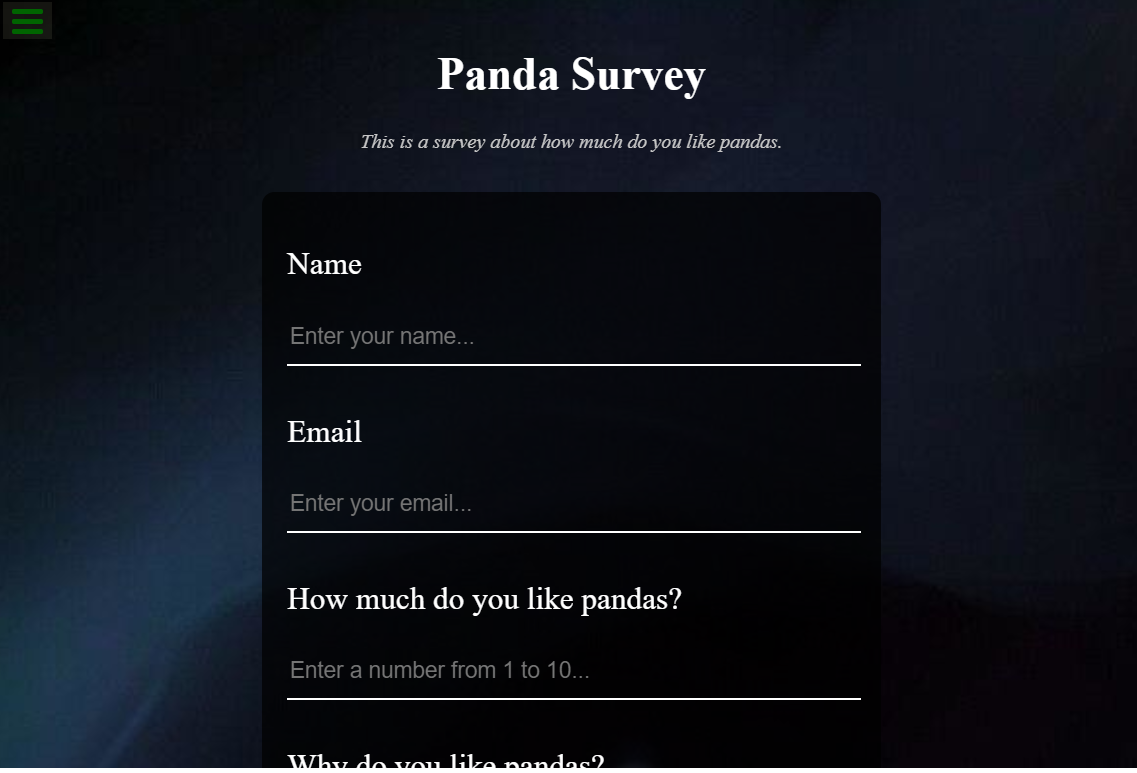 Panda Survey
This is a survey about how much do you like pandas.
Name
Enter your name...
Email
Enter your email...
How much do you like pandas?
Enter a number from 1 to 10...
Why do you like pandas?